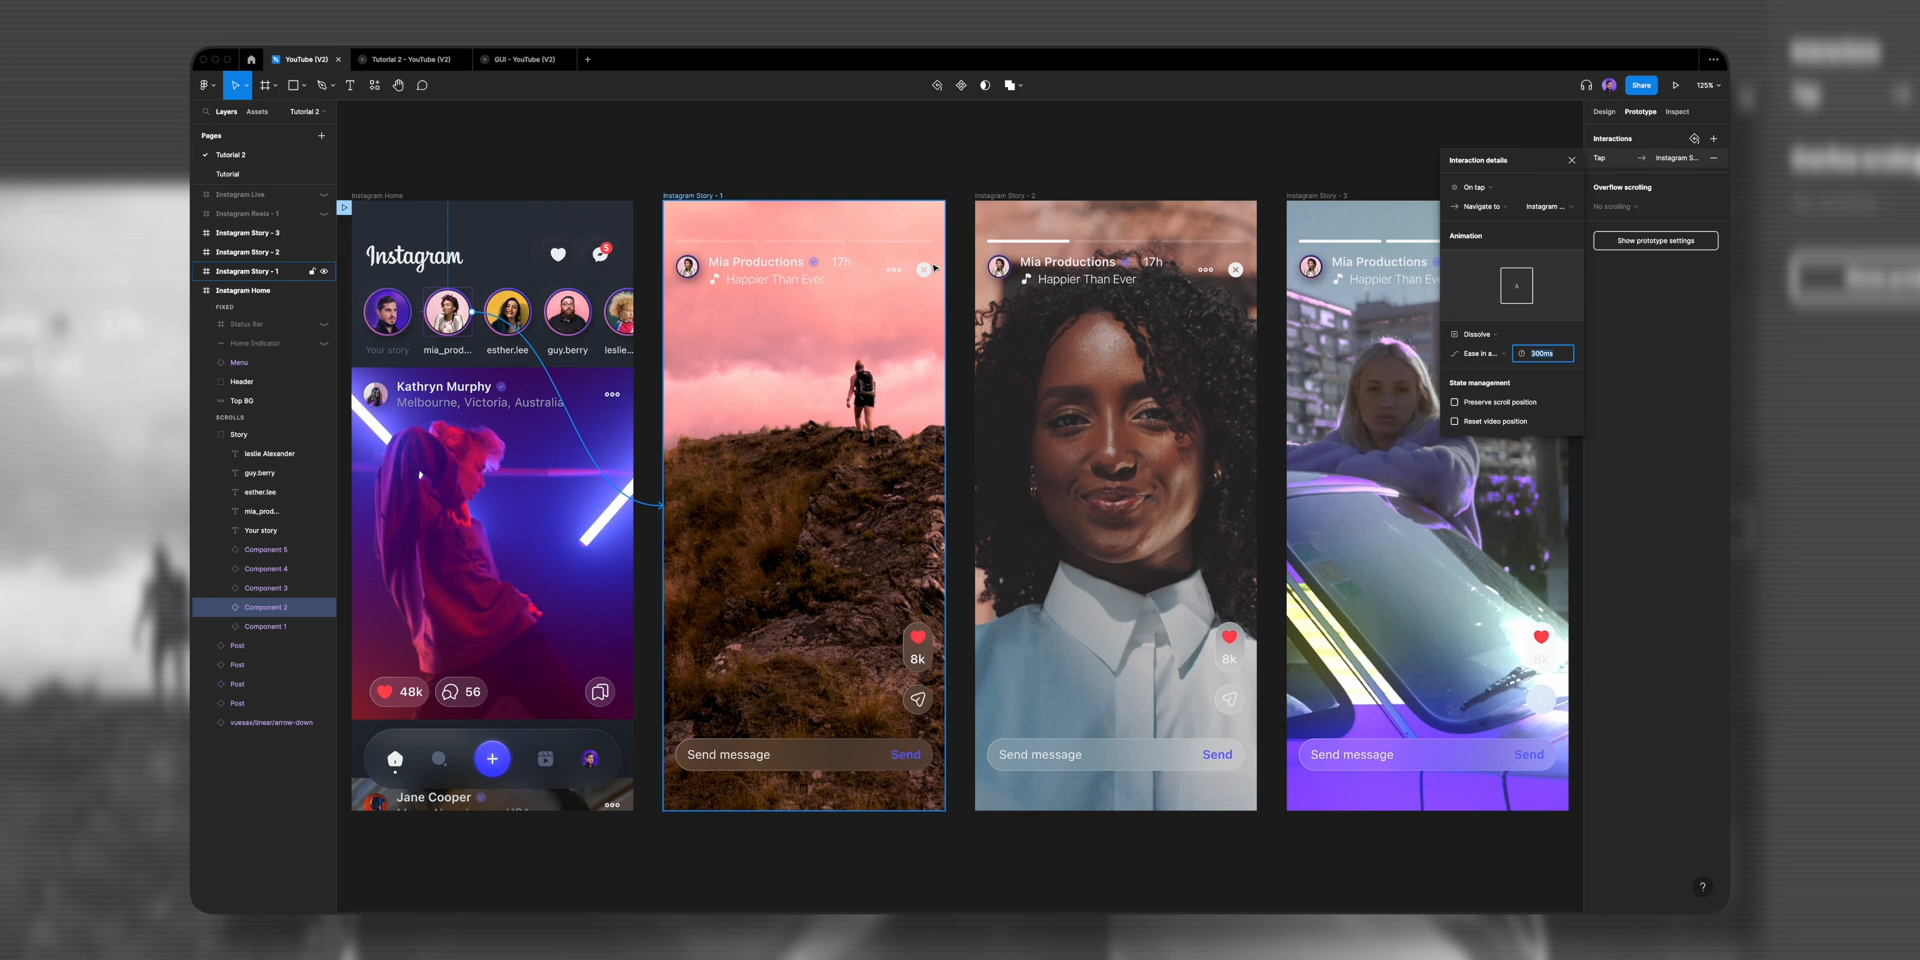 YouTube (V2)
Tutorial 2 - YouTube (V2)
GUI - YouTube (V2)
Share
125%
Layers
Assets
Tutorial 2
Pages
Tutorial 2
Tutorial
Instagram Live
Instagram Reels - 1
Instagram Story - 3
Instagram Story - 2
Instagram Story - 1
Instagram Home
FIXED
Status Bar
Home Indicator
Menu
Header
Top BG
SCROLLS
Story
leslie Alexander
guy.berry
esther.lee
mia_prod...
Your story
Component 5
Component 4
Component 3
Component 2
Component 1
Post
Post
Post
Post
vuesax/linear/arrow-down
Instagram Home
Instagram
5
Your story
mia_prod...
esther.lee
guy.berry
leslie...
Kathryn Murphy
Melbourne, Victoria, Australia
48k
56
Jane Cooper
Instagram Story - 1
Mia Productions
17h
Happier Than Ever
8k
Send message
Send
Instagram Story - 2
Mia Productions
17h
Happier Than Ever
8k
Send message
Send
Instagram Story - 3
Mia Productions
Happier Than Eve
8k
Send message
Send
Interaction details
On tap
Navigate to
Instagram ...
Animation
A
Dissolve
Ease in a...
300ms
State management
Preserve scroll position
Reset video position
Design
Prototype
Inspect
Interactions
Tap
Instagram S...
Overflow scrolling
No scrolling
Show prototype settings
?